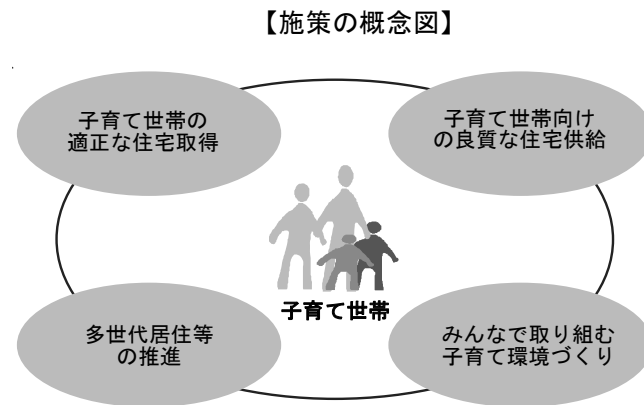 【施策の概念図】
子育て世帯の
適正な住宅取得
子育て世帯向け
の良質な住宅供給
子育て世帯
多世代居住等
の推進
みんなで取り組む
子育て環境づくり